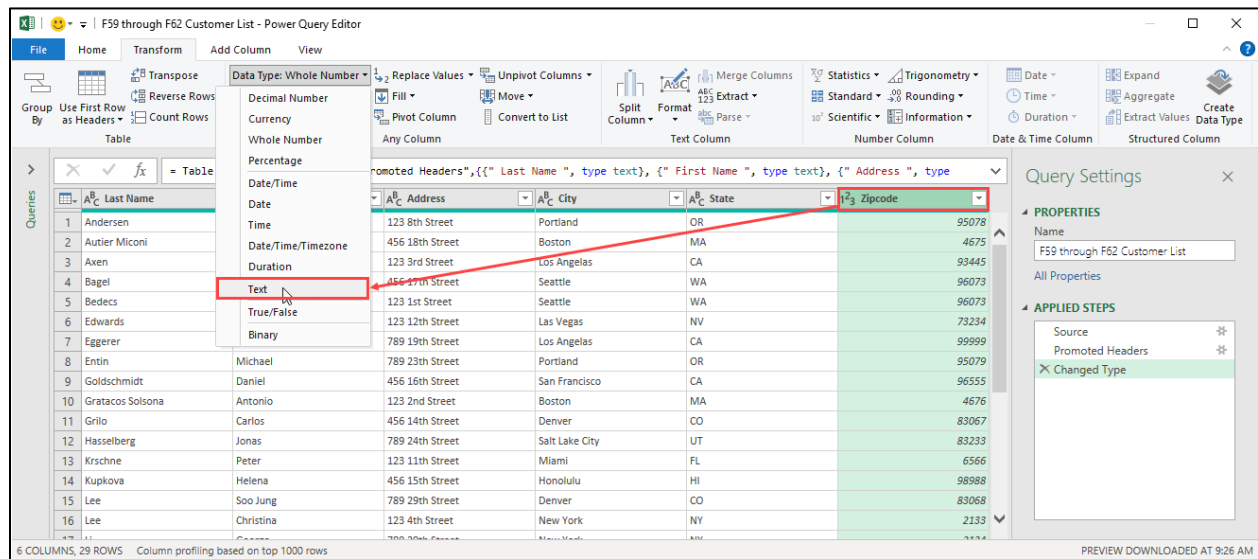 F59 through F62 Customer List - Power Query Editor
File Home Transform Add Column View
Group By
Use First Row as Headers
Transpose
Reverse Rows
Count Rows
Table
Data Type: Whole Number
Replace Values
Unpivot Columns
Fill
Move
Pivot Column
Convert to List
Any Column
Split Column
Format
Merge Columns
Extract
Parse
Text Column
Statistics
Standard
Scientific
Trigonometry
Rounding
Information
Number Column
Date
Time
Duration
Date & Time Column
Expand
Aggregate
Extract Values
Create Data Type
Structured Column
Decimal Number
Currency
Whole Number
Percentage
Date/Time
Date
Time
Date/Time/Timezone
Duration
Text
True/False
Binary
Queries
= Table
romoted Headers",{{" Last Name ", type text}, {" First Name ", type text}, {" Address ", type
Last Name Address City State Zipcode
1 Andersen 123 8th Street Portland OR 95078
2 Autier Miconi 456 18th Street Boston MA 4675
3 Axen 123 3rd Street Los Angelas CA 93445
4 Bagel 456 17th Street Seattle WA 96073
5 Bedecs 123 1st Street Seattle WA 96073
6 Edwards 123 12th Street Las Vegas NV 73234
7 Eggerer 789 19th Street Los Angelas CA 99999
8 Entin Michael 789 23th Street Portland OR 95079
9 Goldschmidt Daniel 456 16th Street San Francisco CA 96555
10 Gratacos Solsona Antonio 123 2nd Street Boston MA 4676
11 Grilo Carlos 456 14th Street Denver CO 83067
12 Hasselberg Jonas 789 24th Street Salt Lake City UT 83233
13 Krschne Peter 123 11th Street Miami FL 6566
14 Kupkova Helena 456 15th Street Honolulu HI 98988
15 Lee Soo Jung 789 29th Street Denver CO 83068
16 Lee Christina 123 4th Street New York NY 2133
Query Settings
PROPERTIES
Name
F59 through F62 Customer List
All Properties
APPLIED STEPS
Source
Promoted Headers
Changed Type
6 COLUMNS, 29 ROWS Column profiling based on top 1000 rows
PREVIEW DOWNLOADED AT 9:26 AM